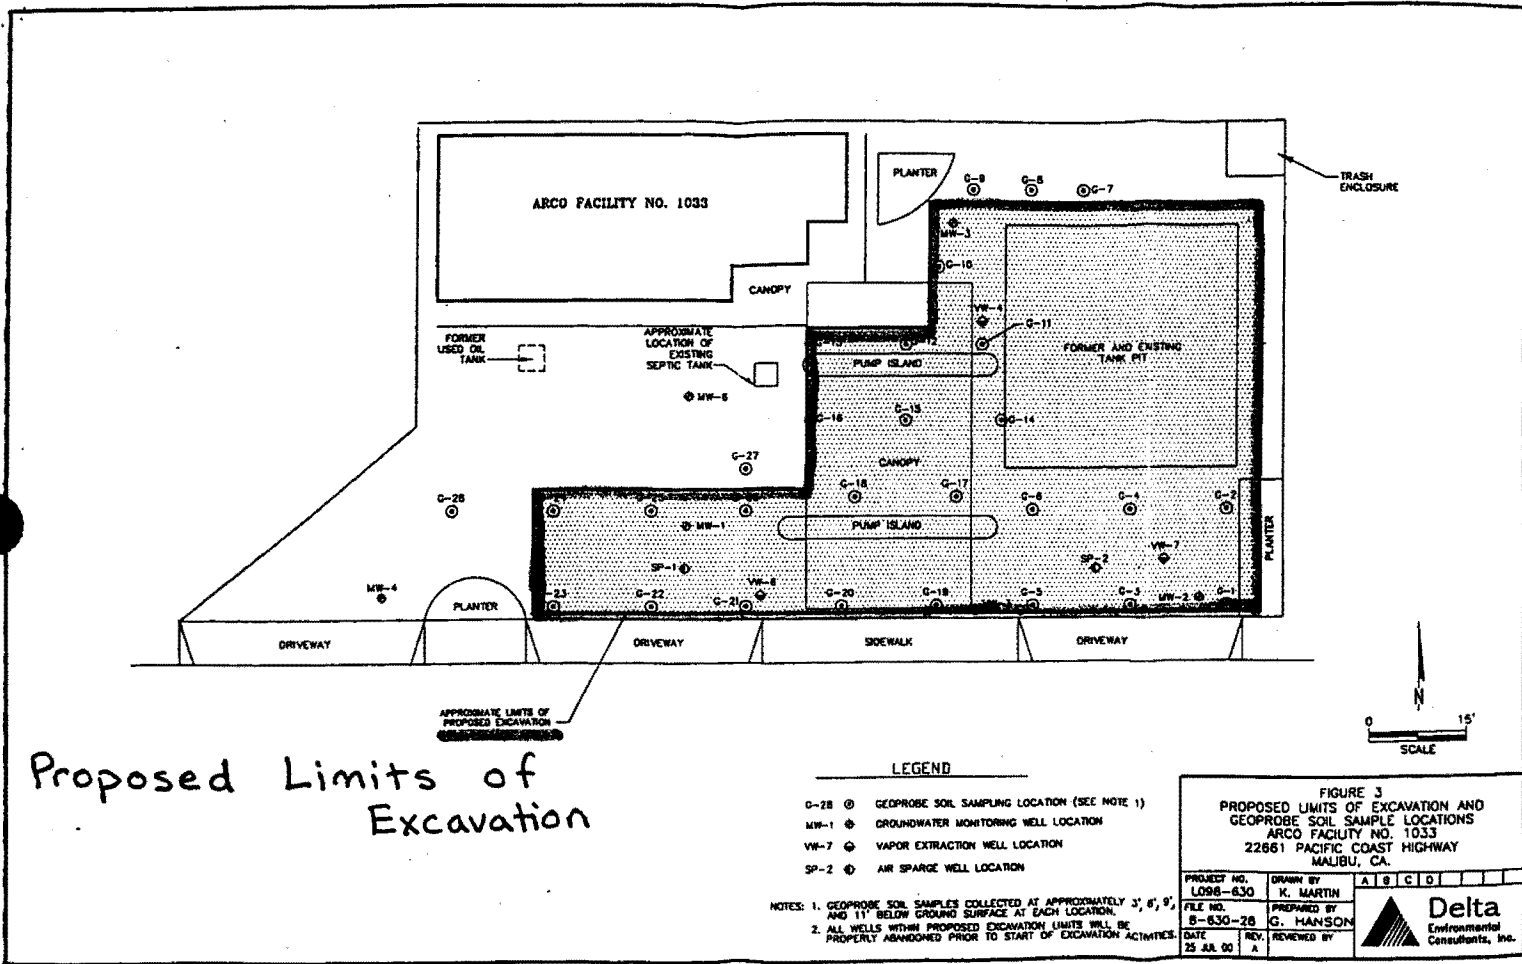 ARCO FACILITY NO. 1033
PLANTER
G-9
G-8
G-7
TRASH
ENCLOSURE
MW-3
G-10
CANOPY
VW-4
G-11
FORMER
USED OIL
TANK
APPROXIMATE
LOCATION OF
EXISTING
SEPTIC TANK
FORMER AND EXISTING
TANK PIT
PUMP ISLAND
MW-6
G-16
G-15
G-14
G-27
CANOPY
G-28
G-18
G-17
G-6
G-4
G-2
MW-1
PUMP ISLAND
PLANTER
SP-1
SP-2
VW-7
MW-4
PLANTER
G-23
G-22
G-21
VW-8
G-20
G-19
G-5
G-3
MW-2
G-1
DRIVEWAY
DRIVEWAY
SIDEWALK
DRIVEWAY
APPROXIMATE LIMITS OF
PROPOSED EXCAVATION
N
0 15'
SCALE
Proposed Limits of
Excavation
LEGEND
G-28 GEOPROBE SOIL SAMPLING LOCATION (SEE NOTE 1)
MW-1 GROUNDWATER MONITORING WELL LOCATION
VW-7 VAPOR EXTRACTION WELL LOCATION
SP-2 AIR SPARGE WELL LOCATION
NOTES: 1. GEOPROBE SOIL SAMPLES COLLECTED AT APPROXIMATELY 3', 6', 9',
AND 11' BELOW GROUND SURFACE AT EACH LOCATION.
2. ALL WELLS WITHIN PROPOSED EXCAVATION LIMITS WILL BE
PROPERLY ABANDONED PRIOR TO START OF EXCAVATION ACTIVITIES.
FIGURE 3
PROPOSED LIMITS OF EXCAVATION AND
GEOPROBE SOIL SAMPLE LOCATIONS
ARCO FACILITY NO. 1033
22661 PACIFIC COAST HIGHWAY
MALIBU, CA.
PROJECT NO.
L098-630
DRAWN BY
K. MARTIN
A B C D
FILE NO.
B-630-26
PREPARED BY
G. HANSON
DATE
25 JUL 00
REV.
A
REVIEWED BY
Delta
Environmental
Consultants, Inc.